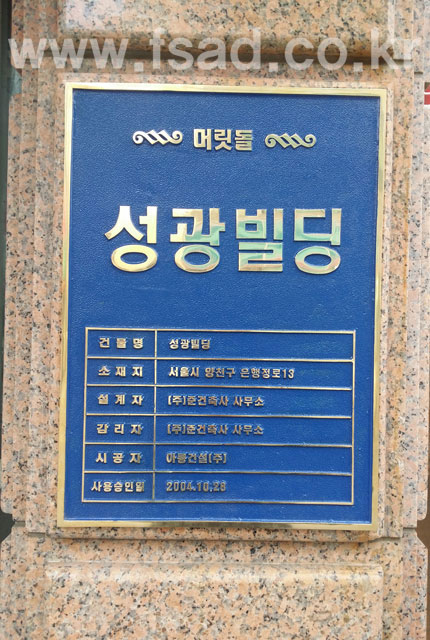 www.fsad.co.kr
머릿돌
성광빌딩
건물명 성광빌딩
소재지 서울시 양천구 은행정로13
설계자 (주)준건축사 사무소
감리자 (주)준건축사 사무소
시공자 건설(주)
사용승인일 2004.10.28